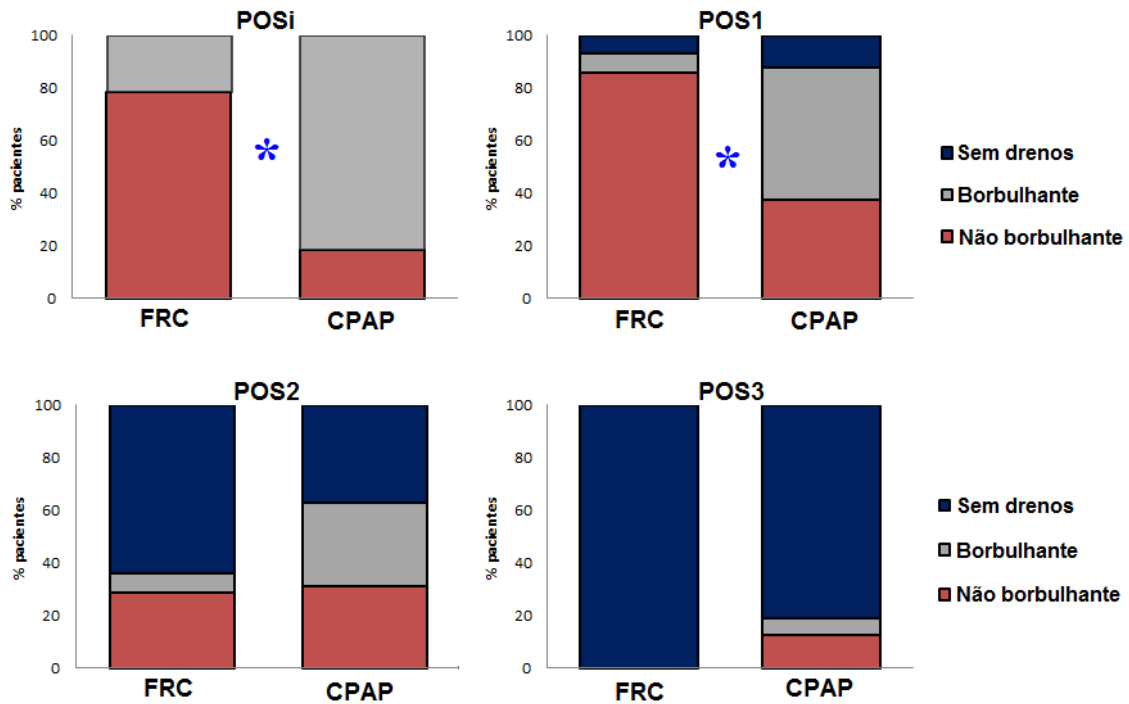 POSi
100
80
60
40
20
0
% pacientes
*
FRC
CPAP
POS1
100
80
60
40
20
0
% pacientes
*
FRC
CPAP
Sem drenos
Borbulhante
Não borbulhante
POS2
100
80
60
40
20
0
% pacientes
FRC
CPAP
POS3
100
80
60
40
20
0
% pacientes
FRC
CPAP
Sem drenos
Borbulhante
Não borbulhante